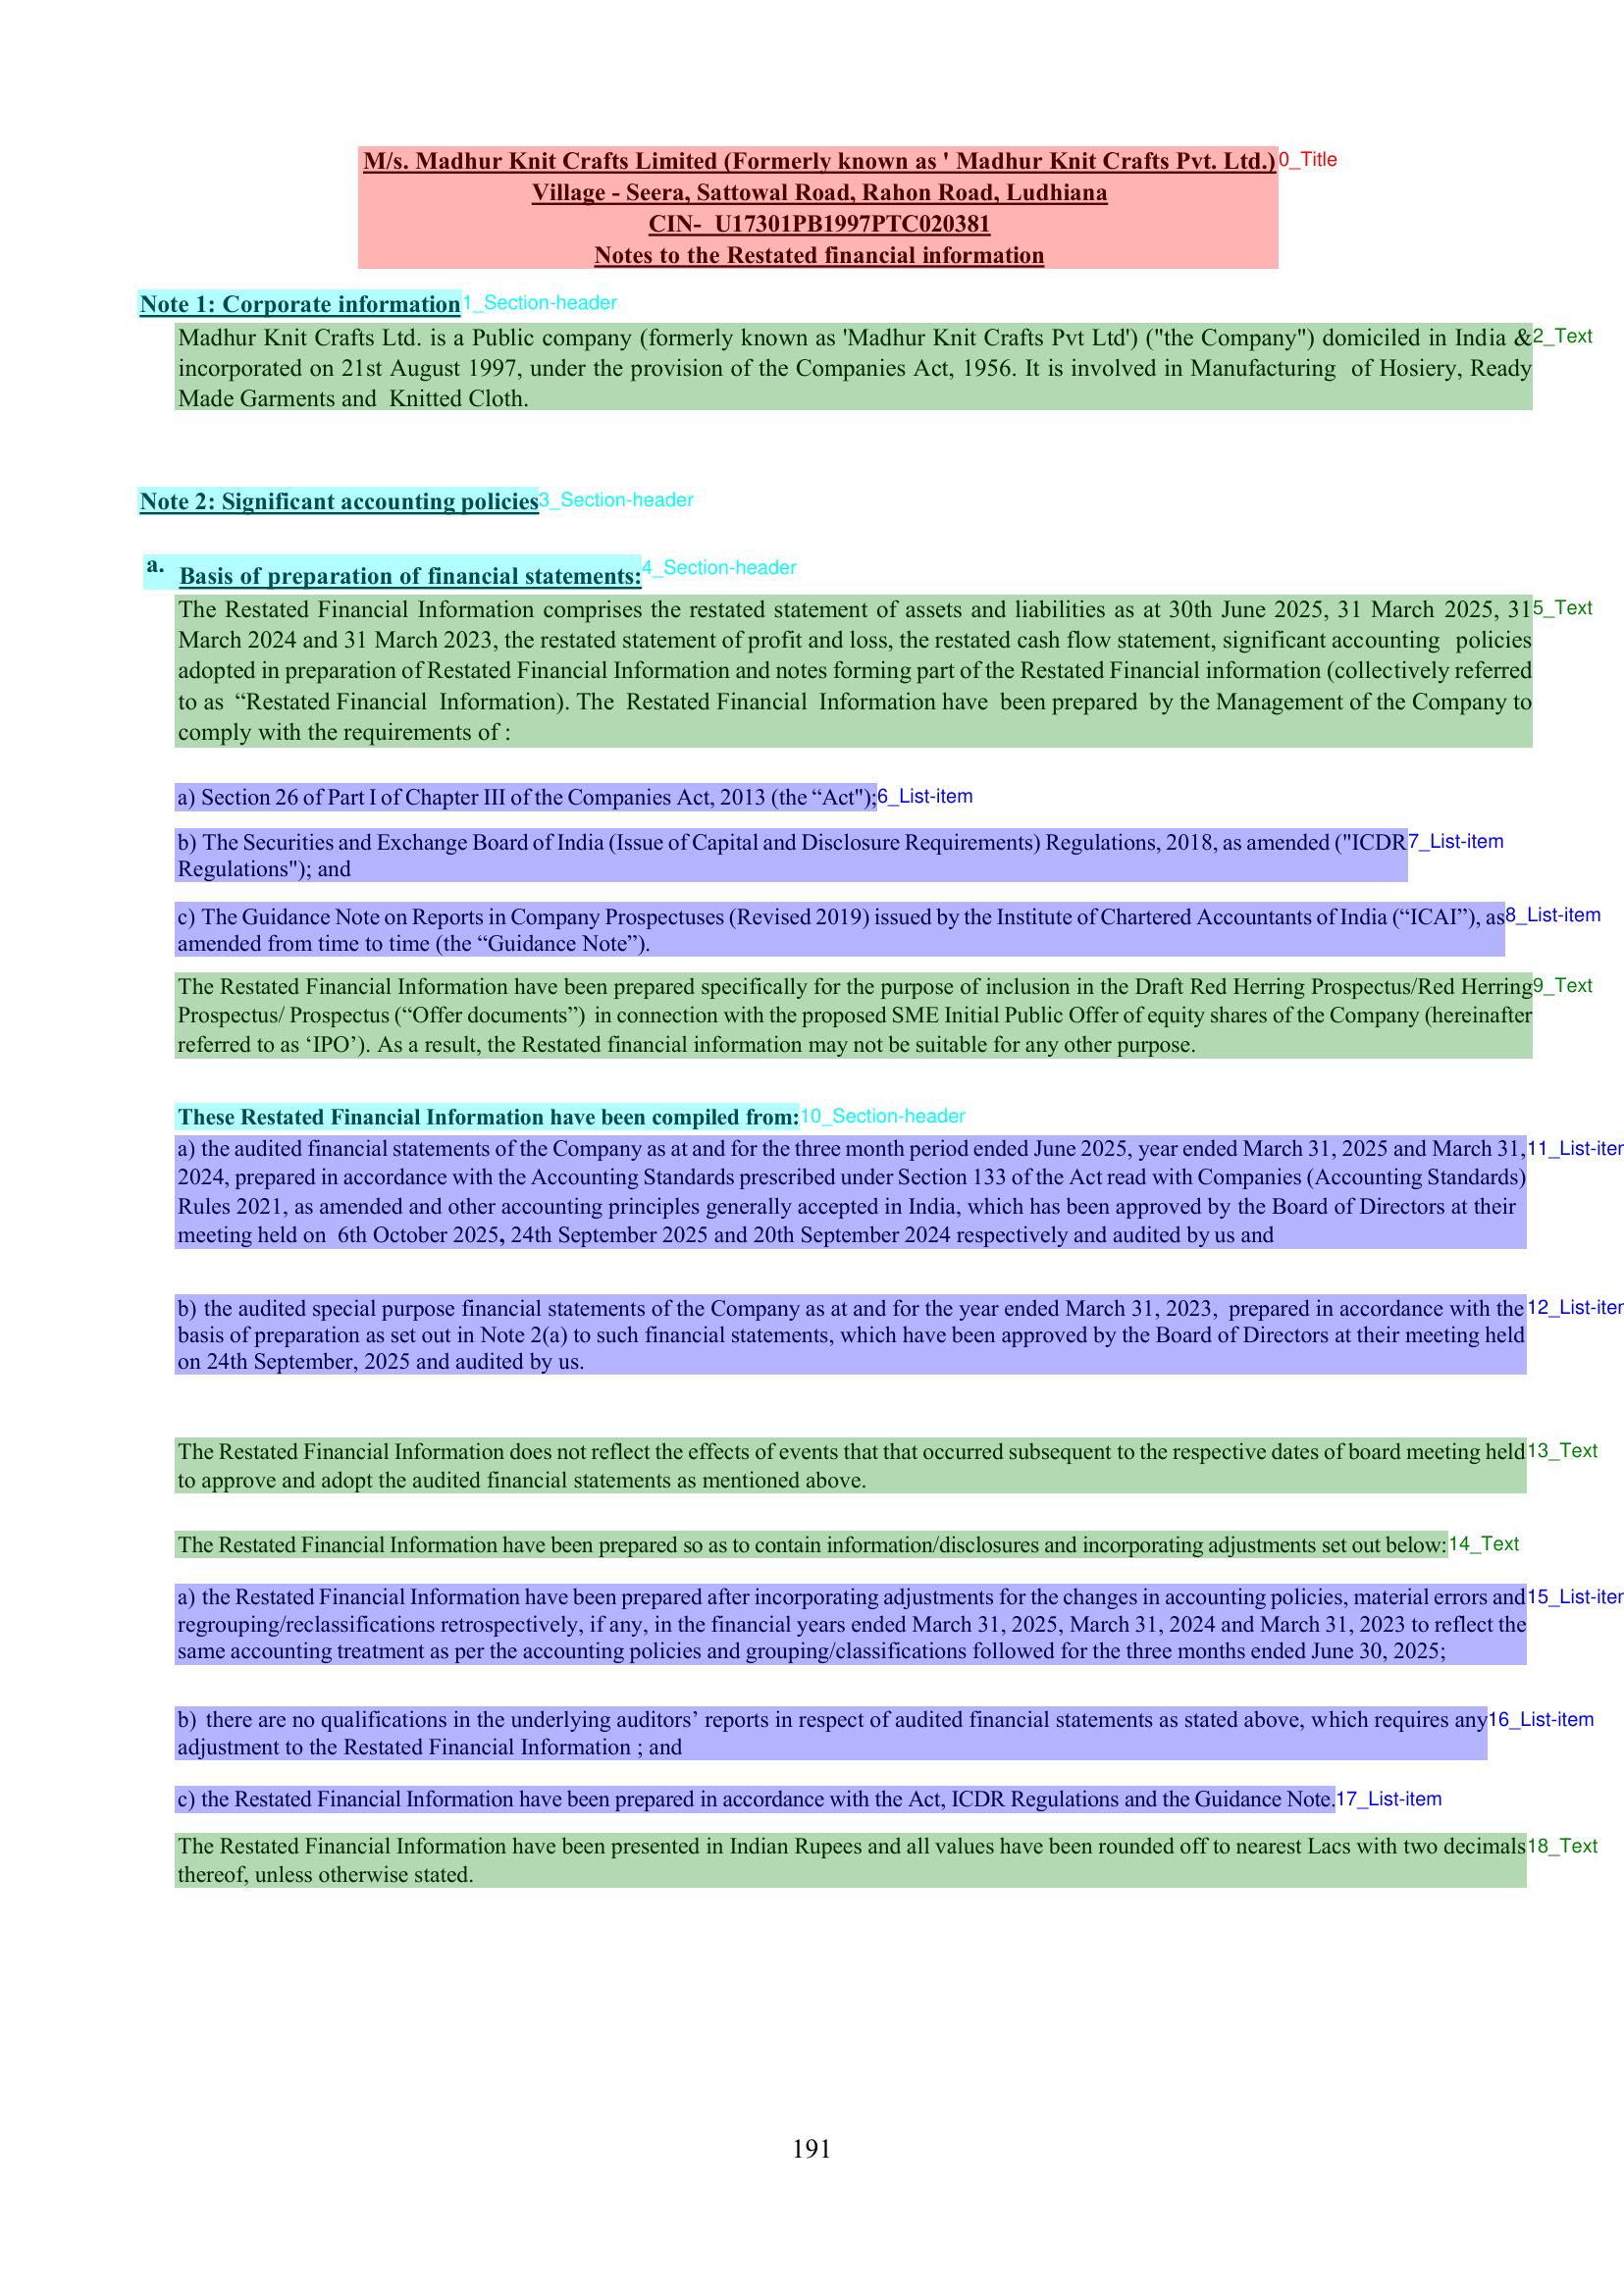 M/s. Madhur Knit Crafts Limited (Formerly known as ' Madhur Knit Crafts Pvt. Ltd.) 0_Title
Village - Seera, Sattowal Road, Rahon Road, Ludhiana
CIN-  U17301PB1997PTC020381
Notes to the Restated financial information
Note 1: Corporate information 1_Section-header
Madhur Knit Crafts Ltd. is a Public company (formerly known as 'Madhur Knit Crafts Pvt Ltd') ("the Company") domiciled in India & 2_Text
incorporated on 21st August 1997, under the provision of the Companies Act, 1956. It is involved in Manufacturing  of Hosiery, Ready
Made Garments and  Knitted Cloth.
Note 2: Significant accounting policies 3_Section-header
a. Basis of preparation of financial statements: 4_Section-header
The Restated Financial Information comprises the restated statement of assets and liabilities as at 30th June 2025, 31 March 2025, 31 5_Text
March 2024 and 31 March 2023, the restated statement of profit and loss, the restated cash flow statement, significant accounting  policies
adopted in preparation of Restated Financial Information and notes forming part of the Restated Financial information (collectively referred
to as  “Restated Financial  Information). The  Restated Financial  Information have  been prepared  by the Management of the Company to
comply with the requirements of :
a) Section 26 of Part I of Chapter III of the Companies Act, 2013 (the “Act"); 6_List-item
b) The Securities and Exchange Board of India (Issue of Capital and Disclosure Requirements) Regulations, 2018, as amended ("ICDR 7_List-item
Regulations"); and
c) The Guidance Note on Reports in Company Prospectuses (Revised 2019) issued by the Institute of Chartered Accountants of India (“ICAI”), as 8_List-item
amended from time to time (the “Guidance Note”).
The Restated Financial Information have been prepared specifically for the purpose of inclusion in the Draft Red Herring Prospectus/Red Herring 9_Text
Prospectus/ Prospectus (“Offer documents”)  in connection with the proposed SME Initial Public Offer of equity shares of the Company (hereinafter
referred to as ‘IPO’). As a result, the Restated financial information may not be suitable for any other purpose.
These Restated Financial Information have been compiled from: 10_Section-header
a) the audited financial statements of the Company as at and for the three month period ended June 2025, year ended March 31, 2025 and March 31, 11_List-iter
2024, prepared in accordance with the Accounting Standards prescribed under Section 133 of the Act read with Companies (Accounting Standards)
Rules 2021, as amended and other accounting principles generally accepted in India, which has been approved by the Board of Directors at their
meeting held on  6th October 2025, 24th September 2025 and 20th September 2024 respectively and audited by us and
b) the audited special purpose financial statements of the Company as at and for the year ended March 31, 2023,  prepared in accordance with the 12_List-iter
basis of preparation as set out in Note 2(a) to such financial statements, which have been approved by the Board of Directors at their meeting held
on 24th September, 2025 and audited by us.
The Restated Financial Information does not reflect the effects of events that that occurred subsequent to the respective dates of board meeting held 13_Text
to approve and adopt the audited financial statements as mentioned above.
The Restated Financial Information have been prepared so as to contain information/disclosures and incorporating adjustments set out below: 14_Text
a) the Restated Financial Information have been prepared after incorporating adjustments for the changes in accounting policies, material errors and 15_List-iter
regrouping/reclassifications retrospectively, if any, in the financial years ended March 31, 2025, March 31, 2024 and March 31, 2023 to reflect the
same accounting treatment as per the accounting policies and grouping/classifications followed for the three months ended June 30, 2025;
b)  there are no qualifications in the underlying auditors’ reports in respect of audited financial statements as stated above, which requires any 16_List-item
adjustment to the Restated Financial Information ; and
c) the Restated Financial Information have been prepared in accordance with the Act, ICDR Regulations and the Guidance Note. 17_List-item
The Restated Financial Information have been presented in Indian Rupees and all values have been rounded off to nearest Lacs with two decimals 18_Text
thereof, unless otherwise stated.
191